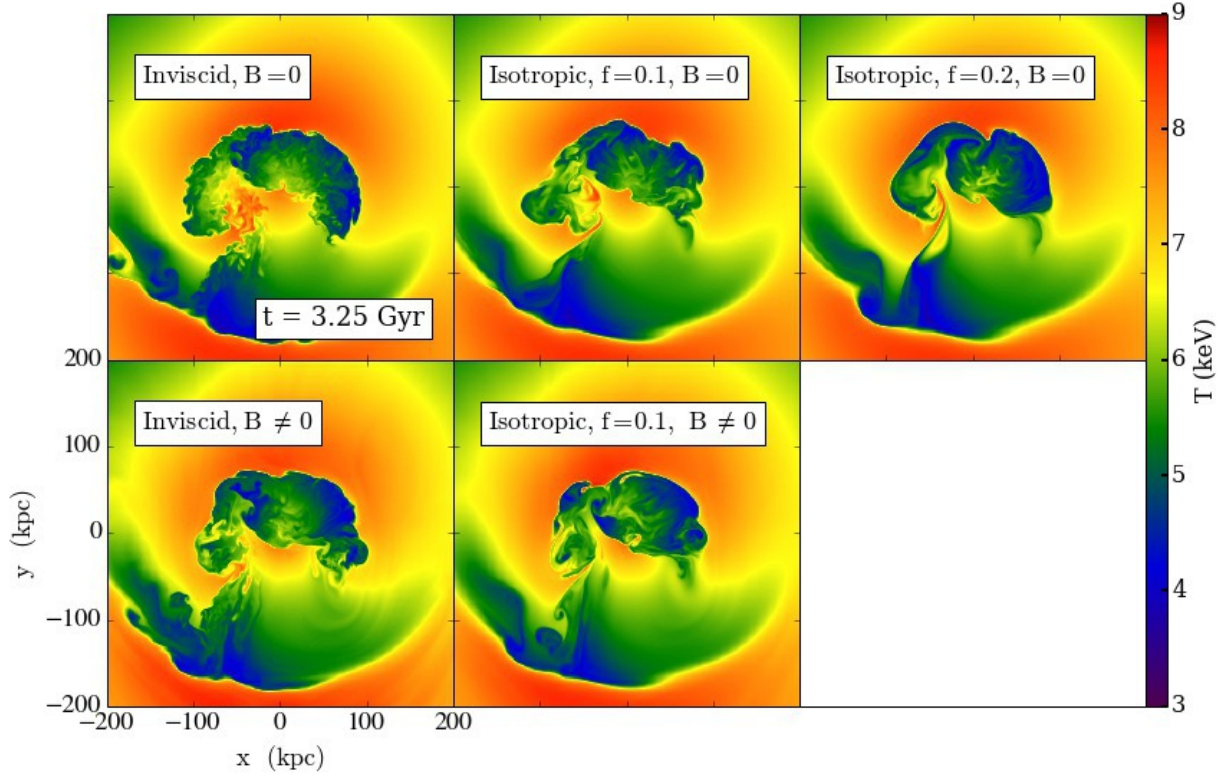 Inviscid, B=0
Isotropic, f=0.1, B=0
Isotropic, f=0.2, B=0
t = 3.25 Gyr
Inviscid, B ≠ 0
Isotropic, f=0.1, B ≠ 0
200
100
0
−100
−200
y (kpc)
−200
−100
0
100
200
x (kpc)
9
8
7
6
5
4
3
T (keV)